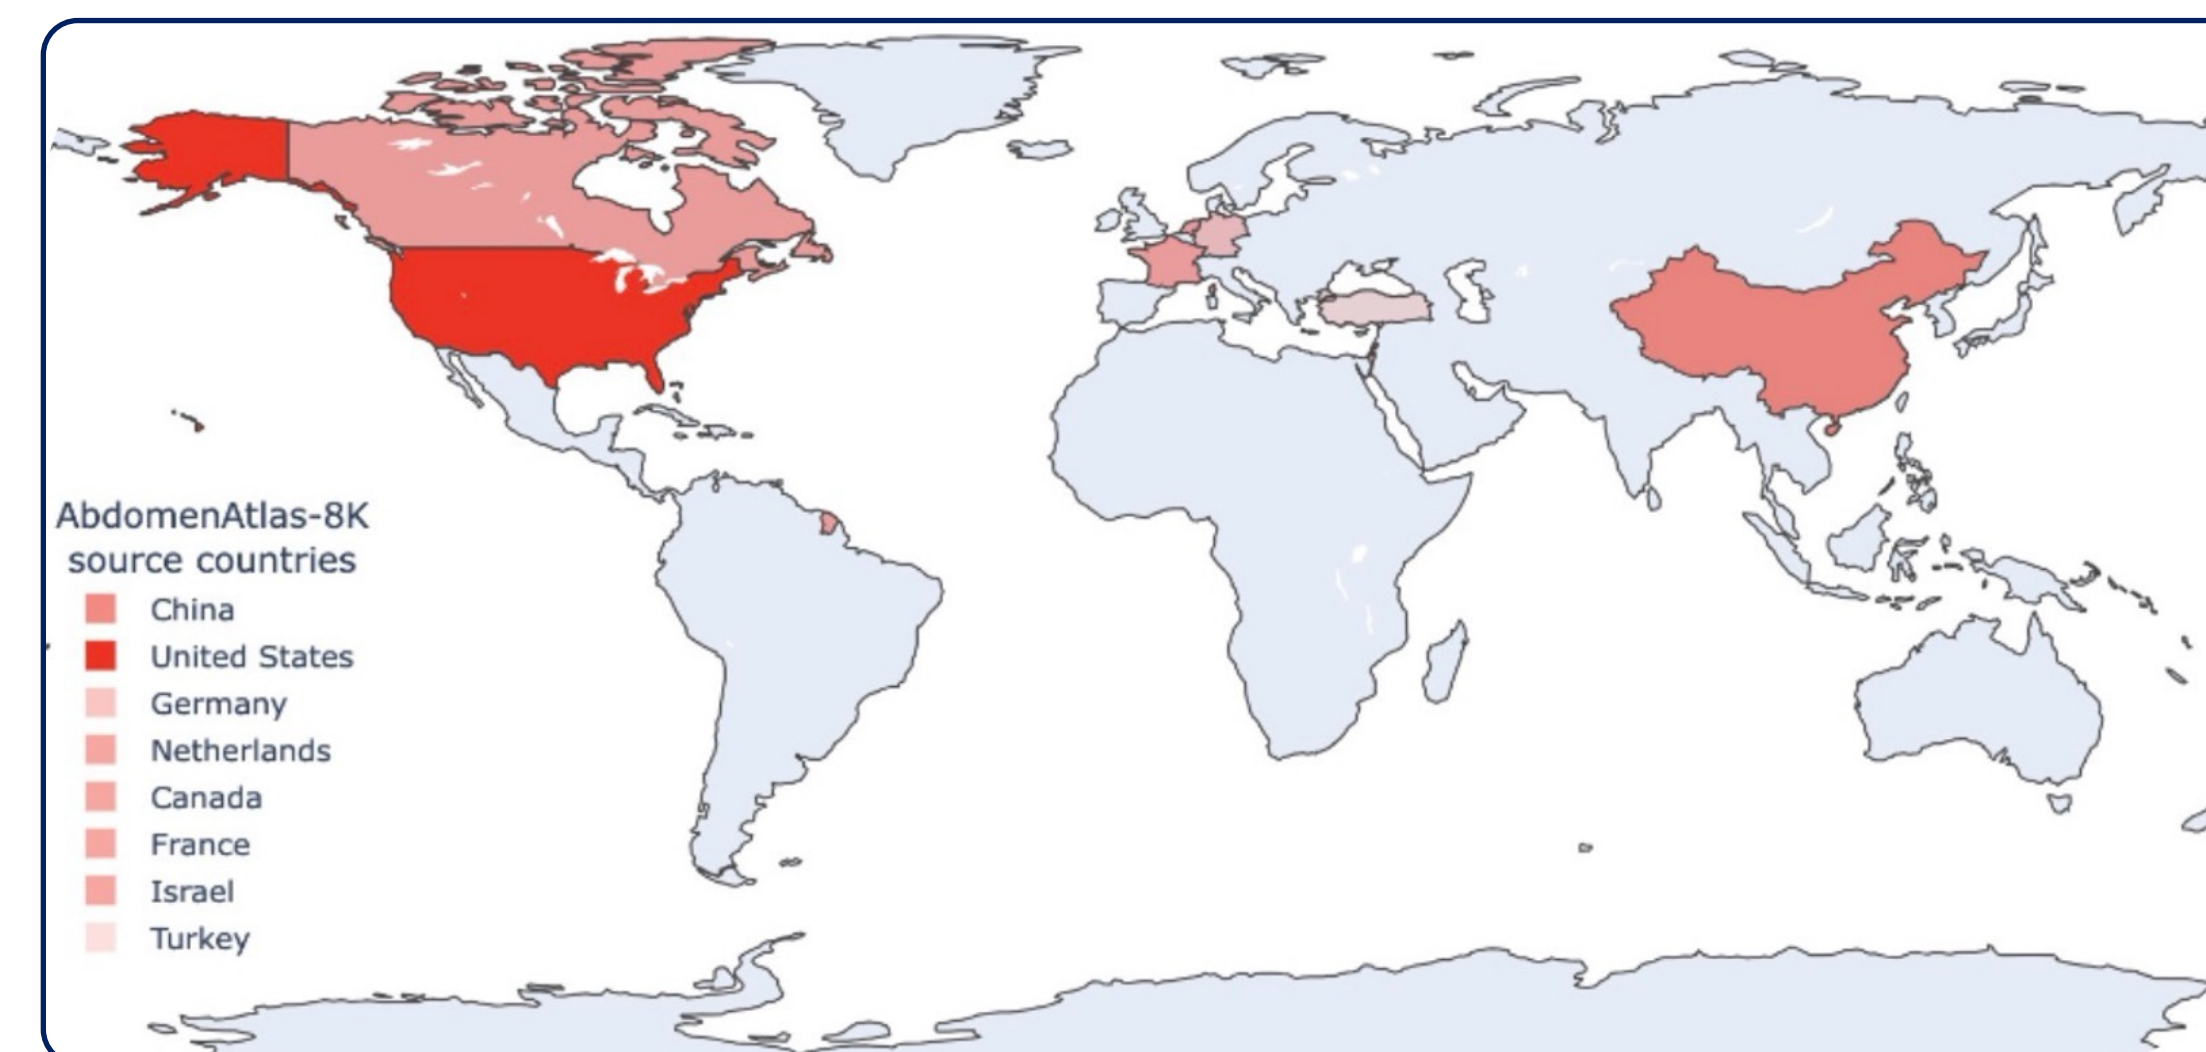 AbdomenAtlas-8K
source countries
China
United States
Germany
Netherlands
Canada
France
Israel
Turkey